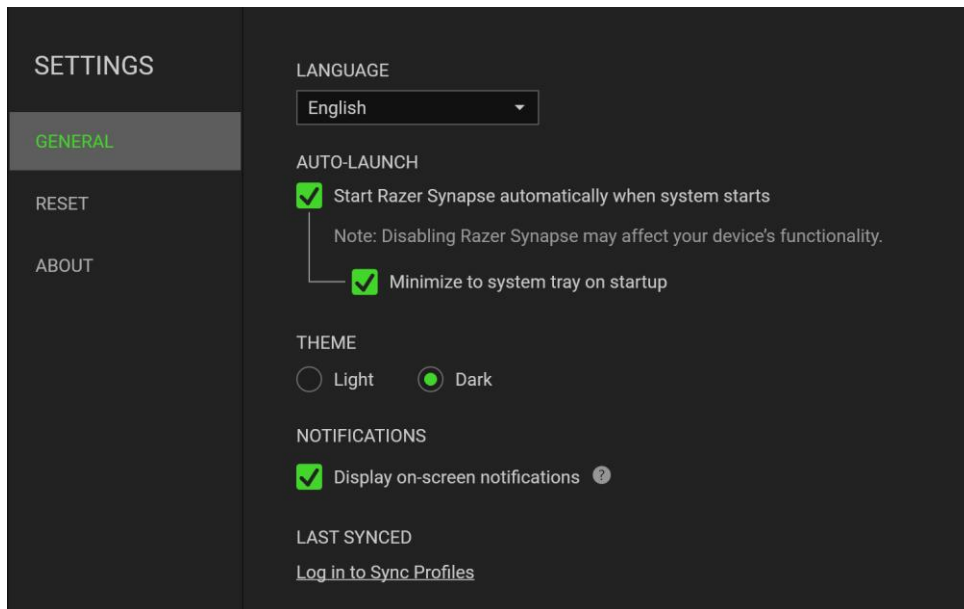 SETTINGS
GENERAL
RESET
ABOUT
LANGUAGE
English
AUTO-LAUNCH
Start Razer Synapse automatically when system starts
Note: Disabling Razer Synapse may affect your device’s functionality.
Minimize to system tray on startup
THEME
Light
Dark
NOTIFICATIONS
Display on-screen notifications ?
LAST SYNCED
Log in to Sync Profiles